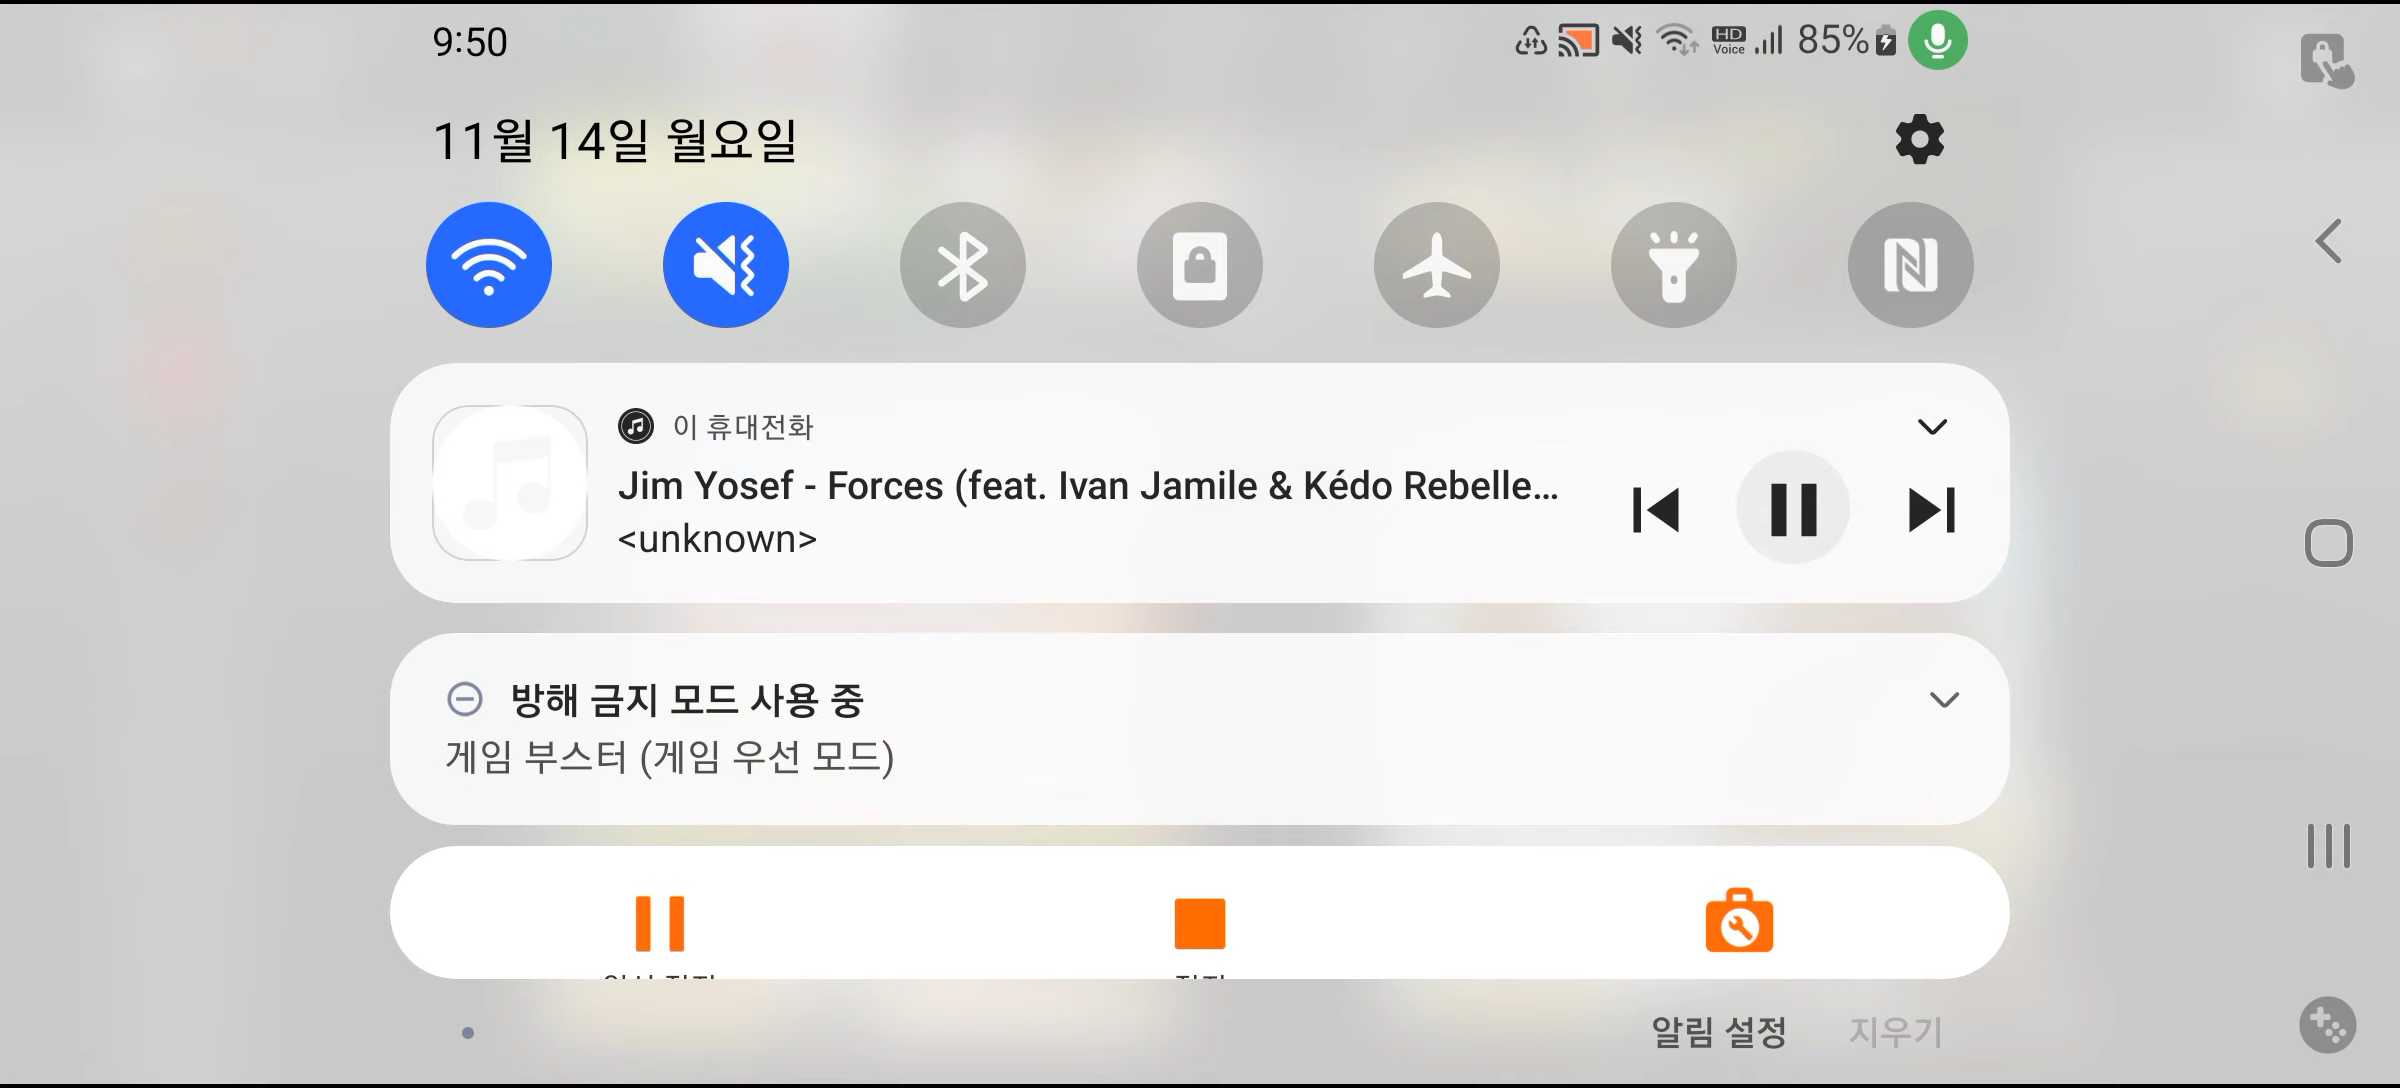 9:50
HD Voice 85%
11월 14일 월요일
이 휴대전화
Jim Yosef - Forces (feat. Ivan Jamile & Kédo Rebelle…
<unknown>
방해 금지 모드 사용 중
게임 부스터 (게임 우선 모드)
알림 설정 지우기